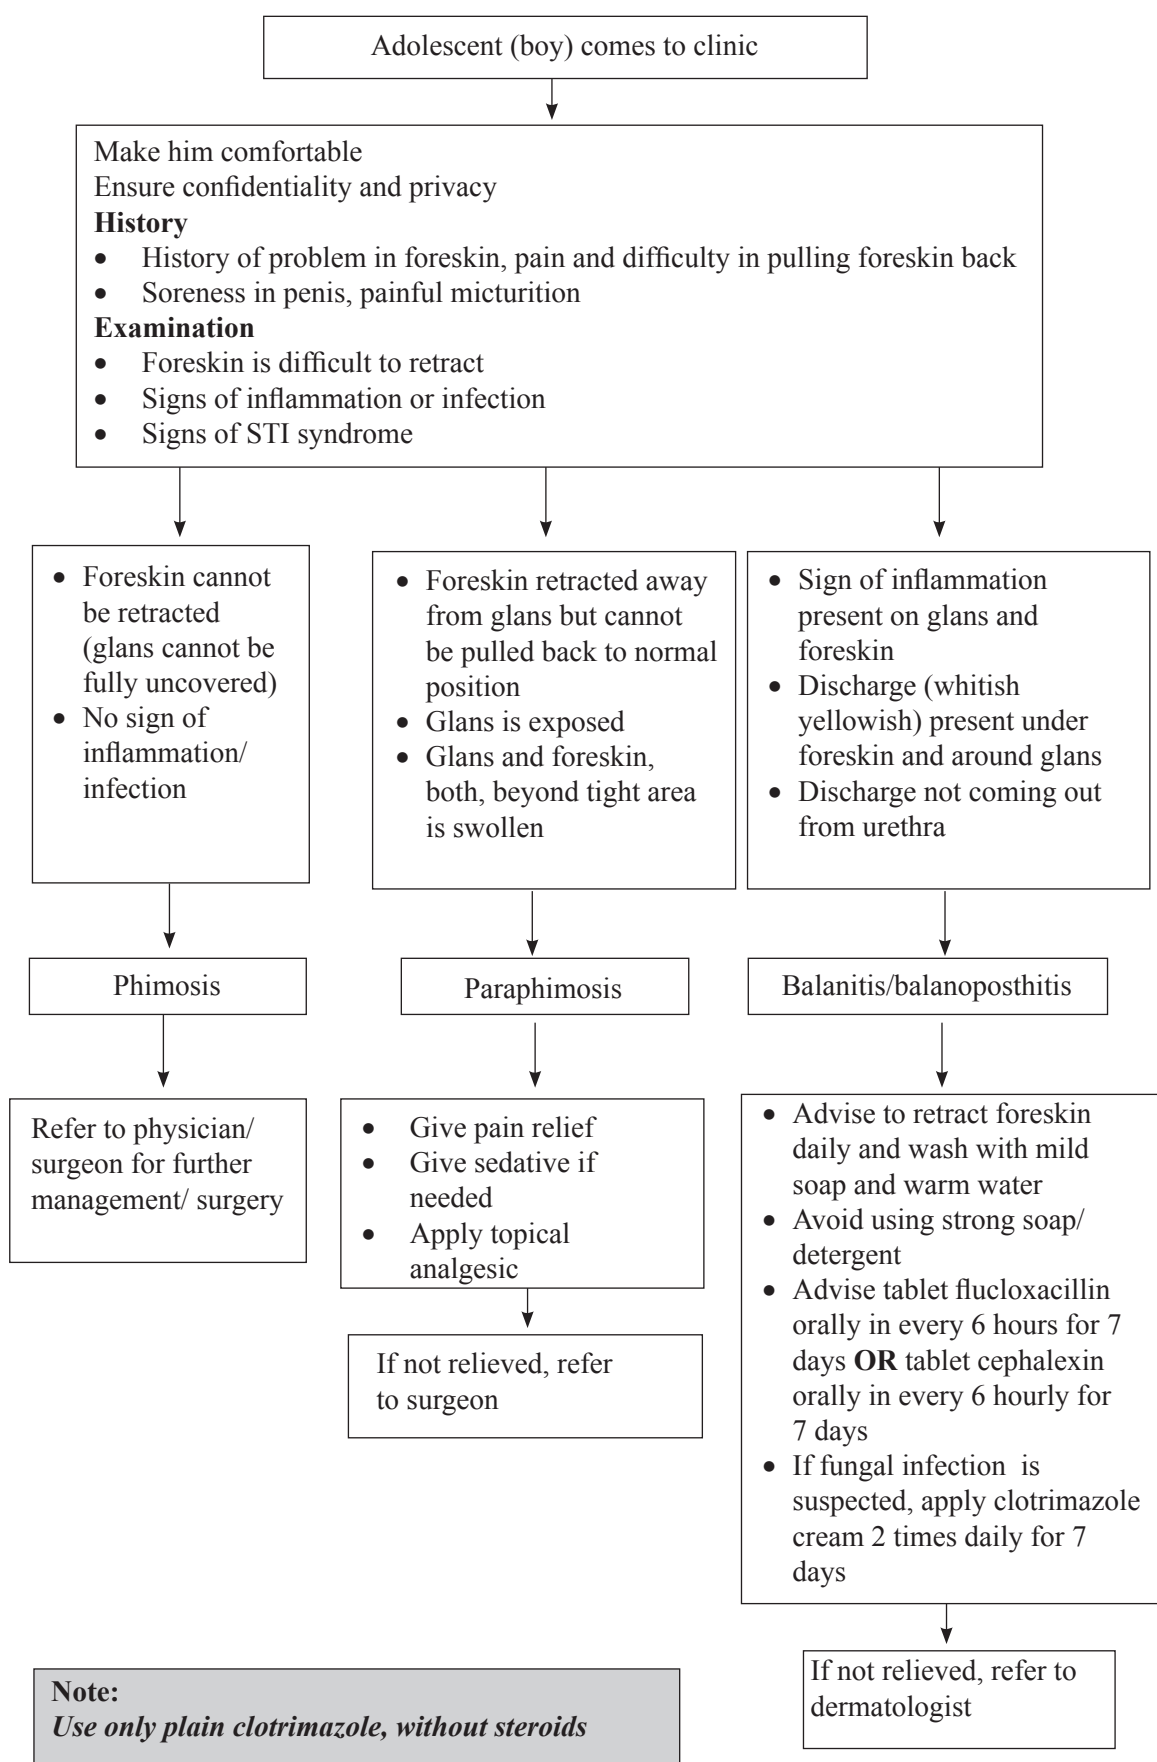 Adolescent (boy) comes to clinic
Make him comfortable
Ensure confidentiality and privacy
History
• History of problem in foreskin, pain and difficulty in pulling foreskin back
• Soreness in penis, painful micturition
Examination
• Foreskin is difficult to retract
• Signs of inflammation or infection
• Signs of STI syndrome
• Foreskin cannot
be retracted
(glans cannot be
fully uncovered)
• No sign of
inflammation/
infection
• Foreskin retracted away
from glans but cannot
be pulled back to normal
position
• Glans is exposed
• Glans and foreskin,
both, beyond tight area
is swollen
• Sign of inflammation
present on glans and
foreskin
• Discharge (whitish
yellowish) present under
foreskin and around glans
• Discharge not coming out
from urethra
Phimosis
Paraphimosis
Balanitis/balanoposthitis
Refer to physician/
surgeon for further
management/ surgery
• Give pain relief
• Give sedative if
needed
• Apply topical
analgesic
If not relieved, refer
to surgeon
• Advise to retract foreskin
daily and wash with mild
soap and warm water
• Avoid using strong soap/
detergent
• Advise tablet flucloxacillin
orally in every 6 hours for 7
days OR tablet cephalexin
orally in every 6 hourly for
7 days
• If fungal infection is
suspected, apply clotrimazole
cream 2 times daily for 7
days
If not relieved, refer to
dermatologist
Note:
Use only plain clotrimazole, without steroids